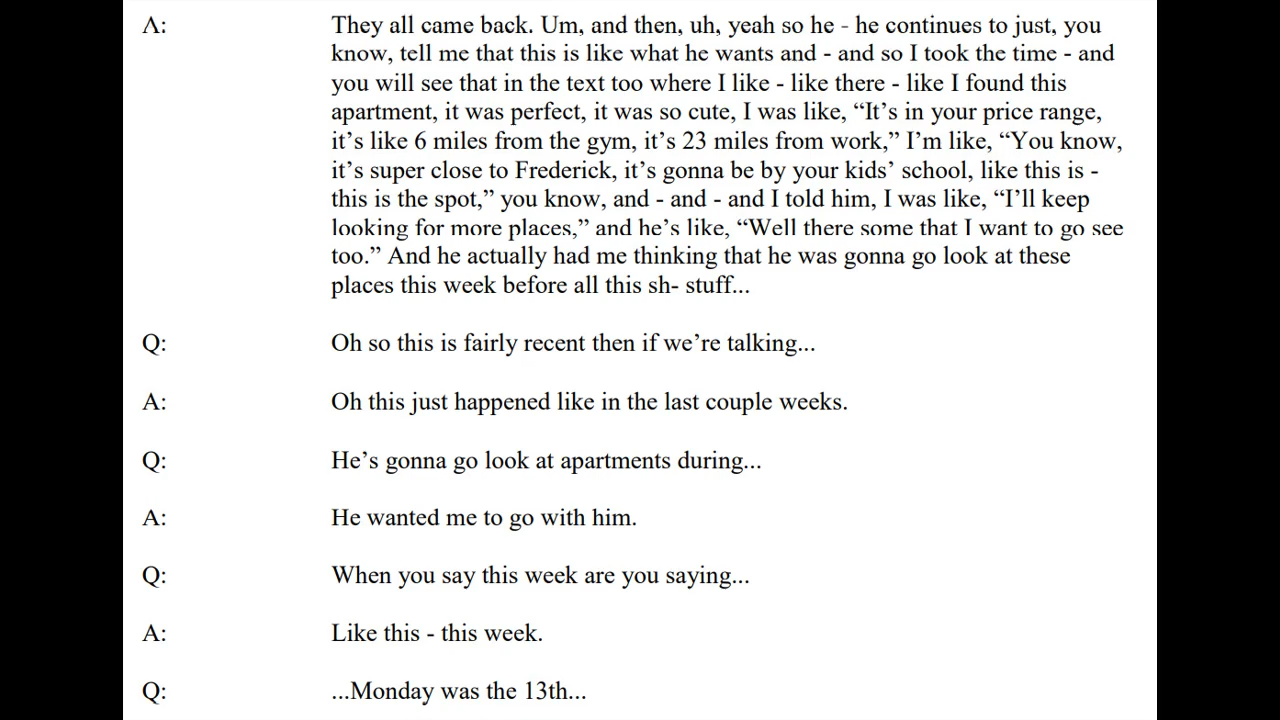 A: They all came back. Um, and then, uh, yeah so he - he continues to just, you
know, tell me that this is like what he wants and - and so I took the time - and
you will see that in the text too where I like - like there - like I found this
apartment, it was perfect, it was so cute, I was like, “It’s in your price range,
it’s like 6 miles from the gym, it’s 23 miles from work,” I’m like, “You know,
it’s super close to Frederick, it’s gonna be by your kids’ school, like this is -
this is the spot,” you know, and - and - and I told him, I was like, “I’ll keep
looking for more places,” and he’s like, “Well there some that I want to go see
too.” And he actually had me thinking that he was gonna go look at these
places this week before all this sh- stuff...
Q: Oh so this is fairly recent then if we’re talking...
A: Oh this just happened like in the last couple weeks.
Q: He’s gonna go look at apartments during...
A: He wanted me to go with him.
Q: When you say this week are you saying...
A: Like this - this week.
Q: ...Monday was the 13th...